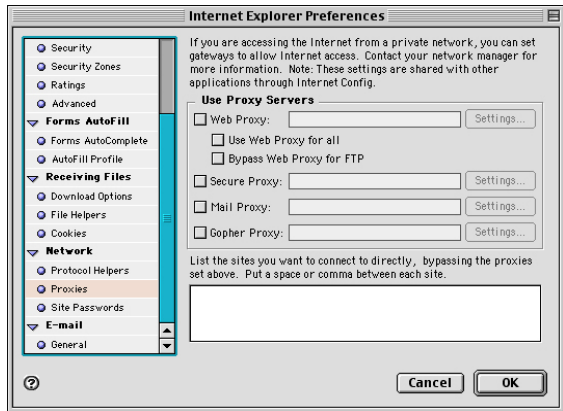 Internet Explorer Preferences
Security
Security Zones
Ratings
Advanced
Forms AutoFill
Forms AutoComplete
AutoFill Profile
Receiving Files
Download Options
File Helpers
Cookies
Network
Protocol Helpers
Proxies
Site Passwords
E-mail
General
If you are accessing the Internet from a private network, you can set
gateways to allow Internet access. Contact your network manager for
more information. Note: These settings are shared with other
applications through Internet Config.
Use Proxy Servers
Web Proxy: Settings...
Use Web Proxy for all
Bypass Web Proxy for FTP
Secure Proxy: Settings...
Mail Proxy: Settings...
Gopher Proxy: Settings...
List the sites you want to connect to directly, bypassing the proxies
set above. Put a space or comma between each site.
?
Cancel OK